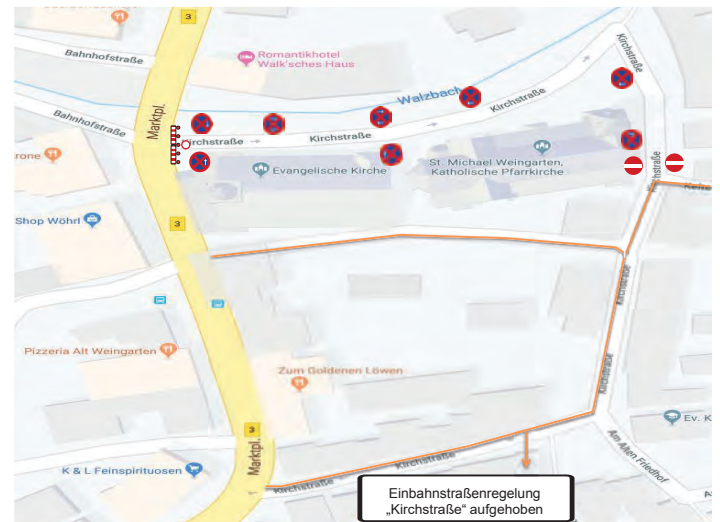 3
Bahnhofstraße
Romantikhotel
Walk'sches Haus
Kirchstraße
Walzbach
Bahnhofstraße
Marktpl.
Kirchstraße
Kirchstraße
Kirchstraße
Evangelische Kirche
St. Michael Weingarten,
Katholische Pfarrkirche
Kirchstraße
rone
Shop Wöhrl
3
Kirchstraße
Pizzeria Alt Weingarten
Zum Goldenen Löwen
Kirchstraße
3
Marktpl.
Ev. K
Am Alten Friedhof
K & L Feinspirituosen
Kirchstraße
Kirchstraße
Einbahnstraßenregelung
„Kirchstraße“ aufgehoben